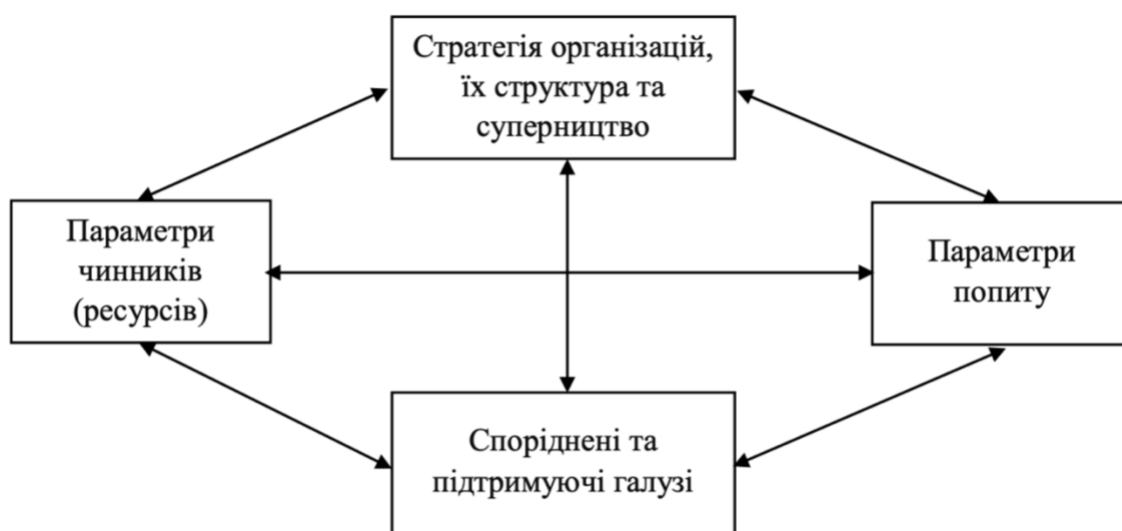 Стратегія організацій,
їх структура та
суперництво
Параметри
чинників
(ресурсів)
Параметри
попиту
Споріднені та
підтримуючі галузі